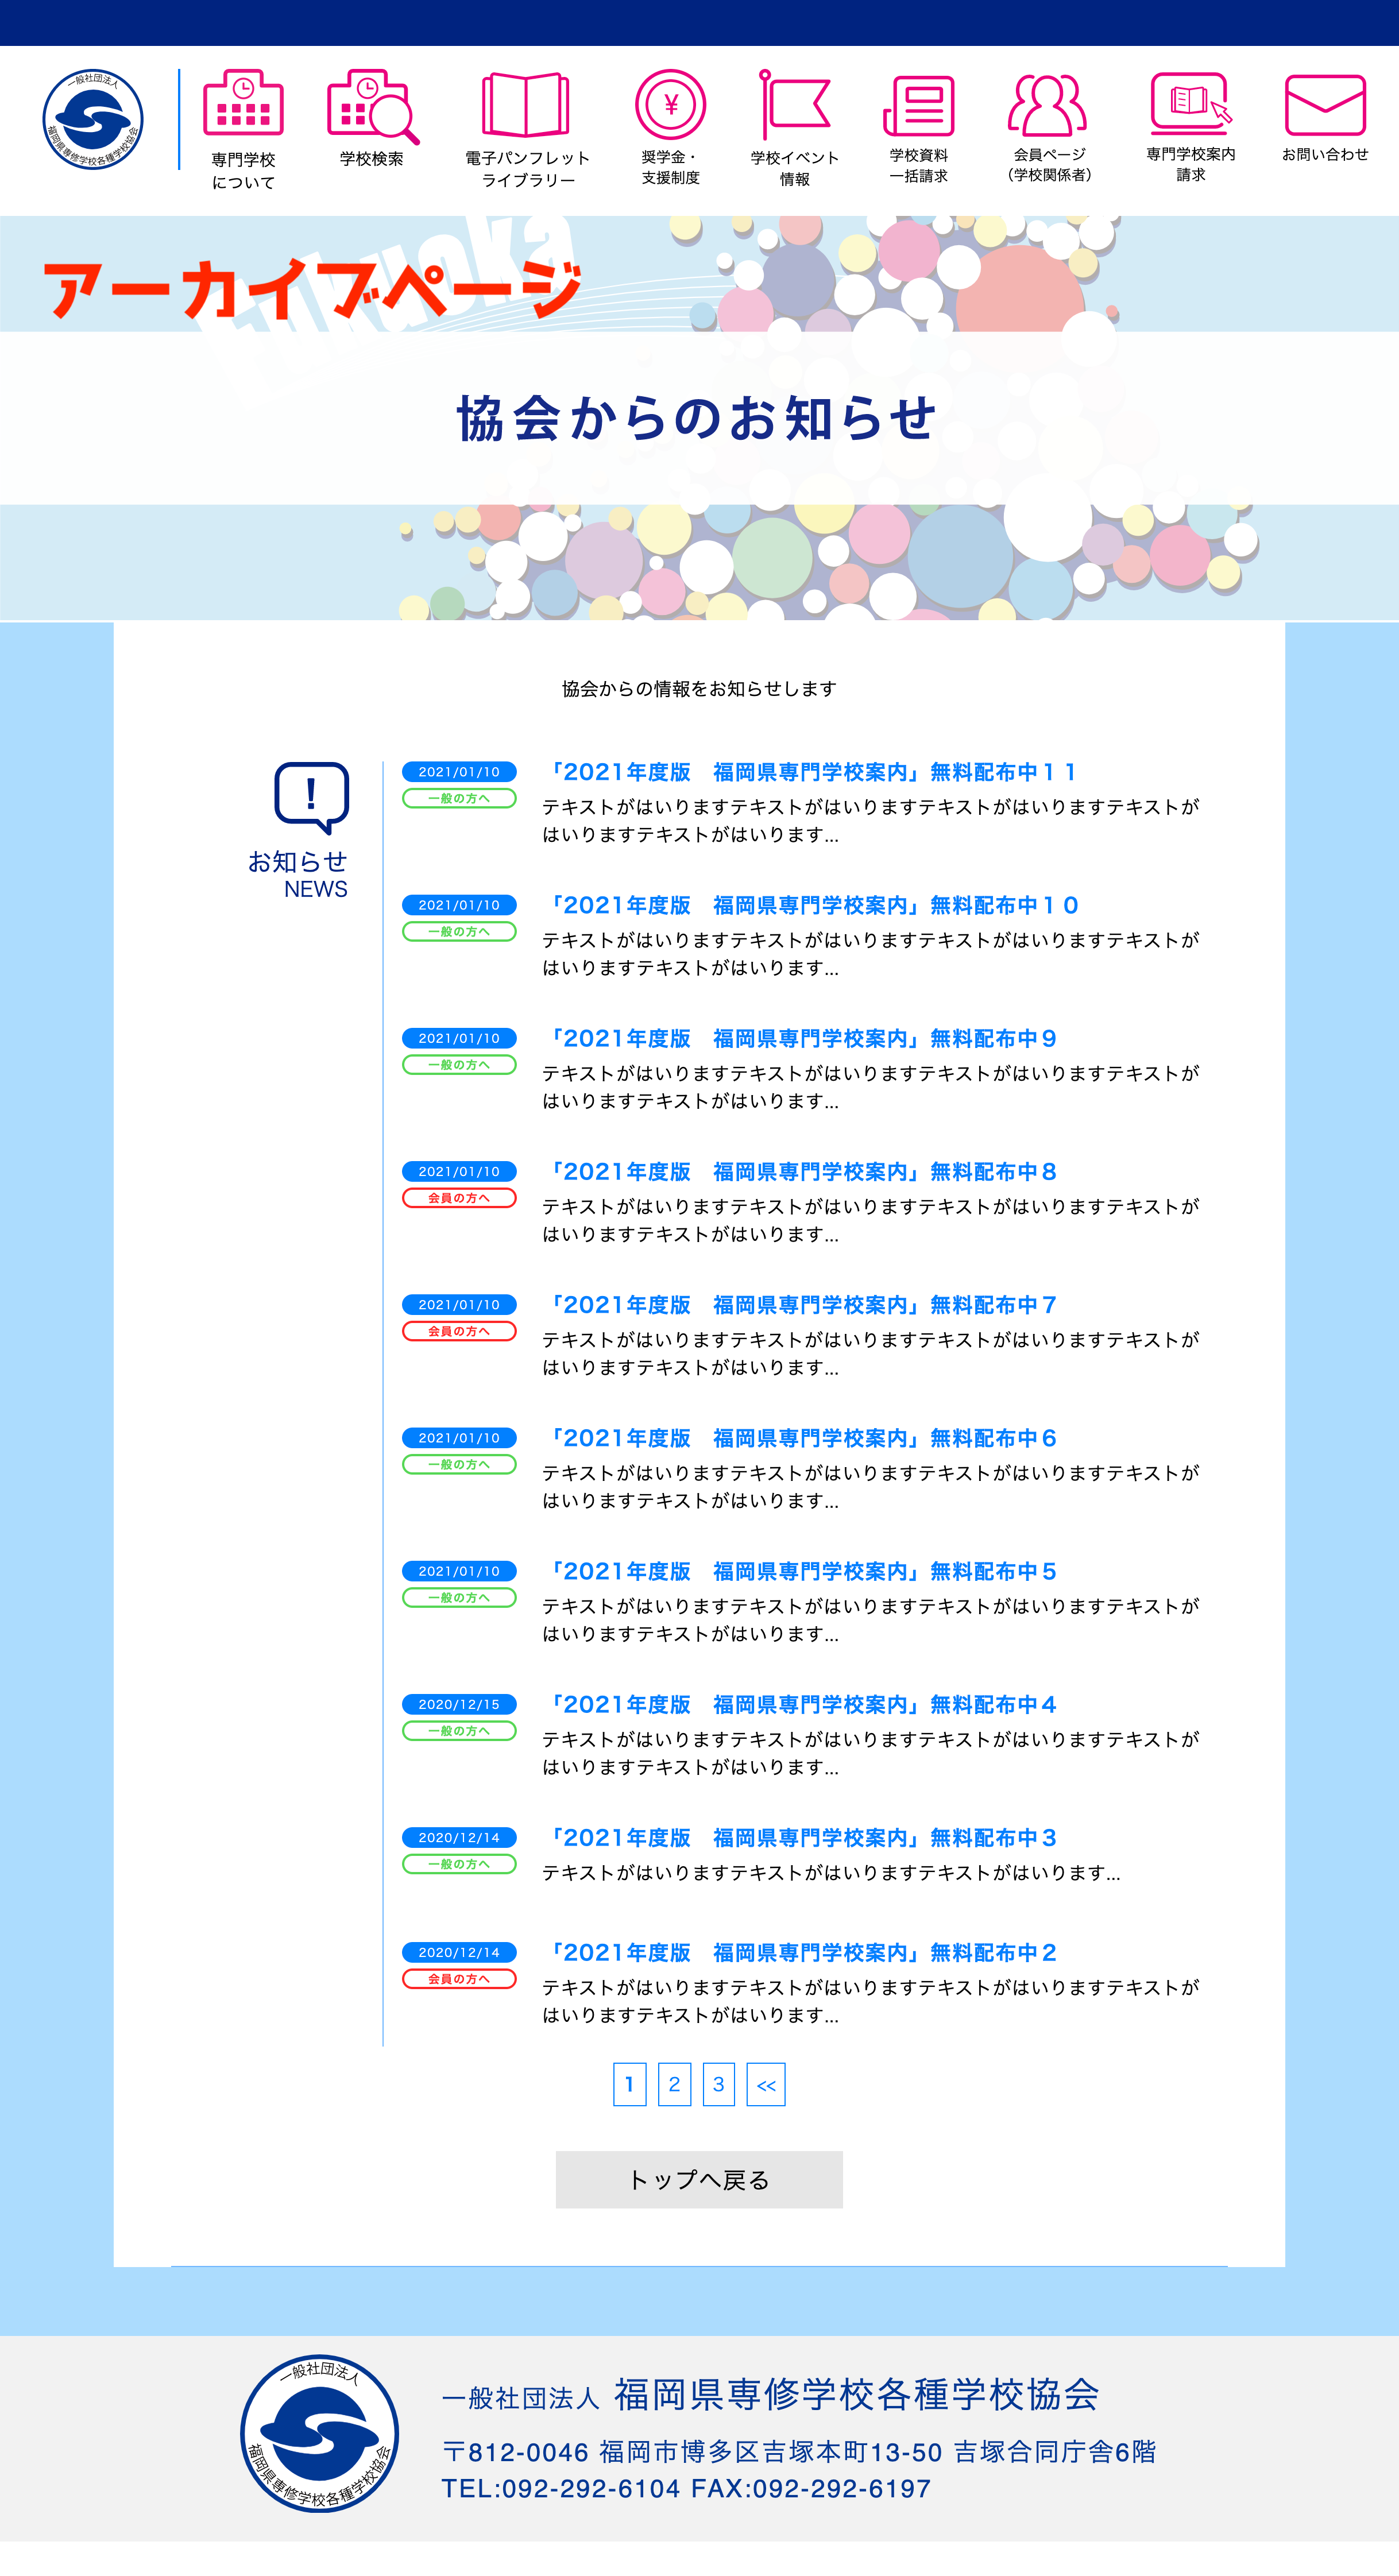 一般社団法人
福岡県専修学校各種学校協会
専門学校
について
学校検索
電子パンフレット
ライブラリー
¥
奨学金・
支援制度
学校イベント
情報
学校資料
一括請求
会員ページ
(学校関係者)
専門学校案内
請求
お問い合わせ
fukuoka
アーカイブページ
協会からのお知らせ
協会からの情報をお知らせします
!
お知らせ
NEWS
2021/01/10
一般の方へ
「2021年度版　福岡県専門学校案内」無料配布中１１
テキストがはいりますテキストがはいりますテキストがはいりますテキストが
はいりますテキストがはいります...
2021/01/10
一般の方へ
「2021年度版　福岡県専門学校案内」無料配布中１０
テキストがはいりますテキストがはいりますテキストがはいりますテキストが
はいりますテキストがはいります...
2021/01/10
一般の方へ
「2021年度版　福岡県専門学校案内」無料配布中９
テキストがはいりますテキストがはいりますテキストがはいりますテキストが
はいりますテキストがはいります...
2021/01/10
会員の方へ
「2021年度版　福岡県専門学校案内」無料配布中８
テキストがはいりますテキストがはいりますテキストがはいりますテキストが
はいりますテキストがはいります...
2021/01/10
会員の方へ
「2021年度版　福岡県専門学校案内」無料配布中７
テキストがはいりますテキストがはいりますテキストがはいりますテキストが
はいりますテキストがはいります...
2021/01/10
一般の方へ
「2021年度版　福岡県専門学校案内」無料配布中６
テキストがはいりますテキストがはいりますテキストがはいりますテキストが
はいりますテキストがはいります...
2021/01/10
一般の方へ
「2021年度版　福岡県専門学校案内」無料配布中５
テキストがはいりますテキストがはいりますテキストがはいりますテキストが
はいりますテキストがはいります...
2020/12/15
一般の方へ
「2021年度版　福岡県専門学校案内」無料配布中４
テキストがはいりますテキストがはいりますテキストがはいりますテキストが
はいりますテキストがはいります...
2020/12/14
一般の方へ
「2021年度版　福岡県専門学校案内」無料配布中３
テキストがはいりますテキストがはいりますテキストがはいります...
2020/12/14
会員の方へ
「2021年度版　福岡県専門学校案内」無料配布中２
テキストがはいりますテキストがはいりますテキストがはいりますテキストが
はいりますテキストがはいります...
1 2 3 <<
トップへ戻る
一般社団法人
福岡県専修学校各種学校協会
一般社団法人 福岡県専修学校各種学校協会
〒812-0046 福岡市博多区吉塚本町13-50 吉塚合同庁舎6階
TEL:092-292-6104 FAX:092-292-6197